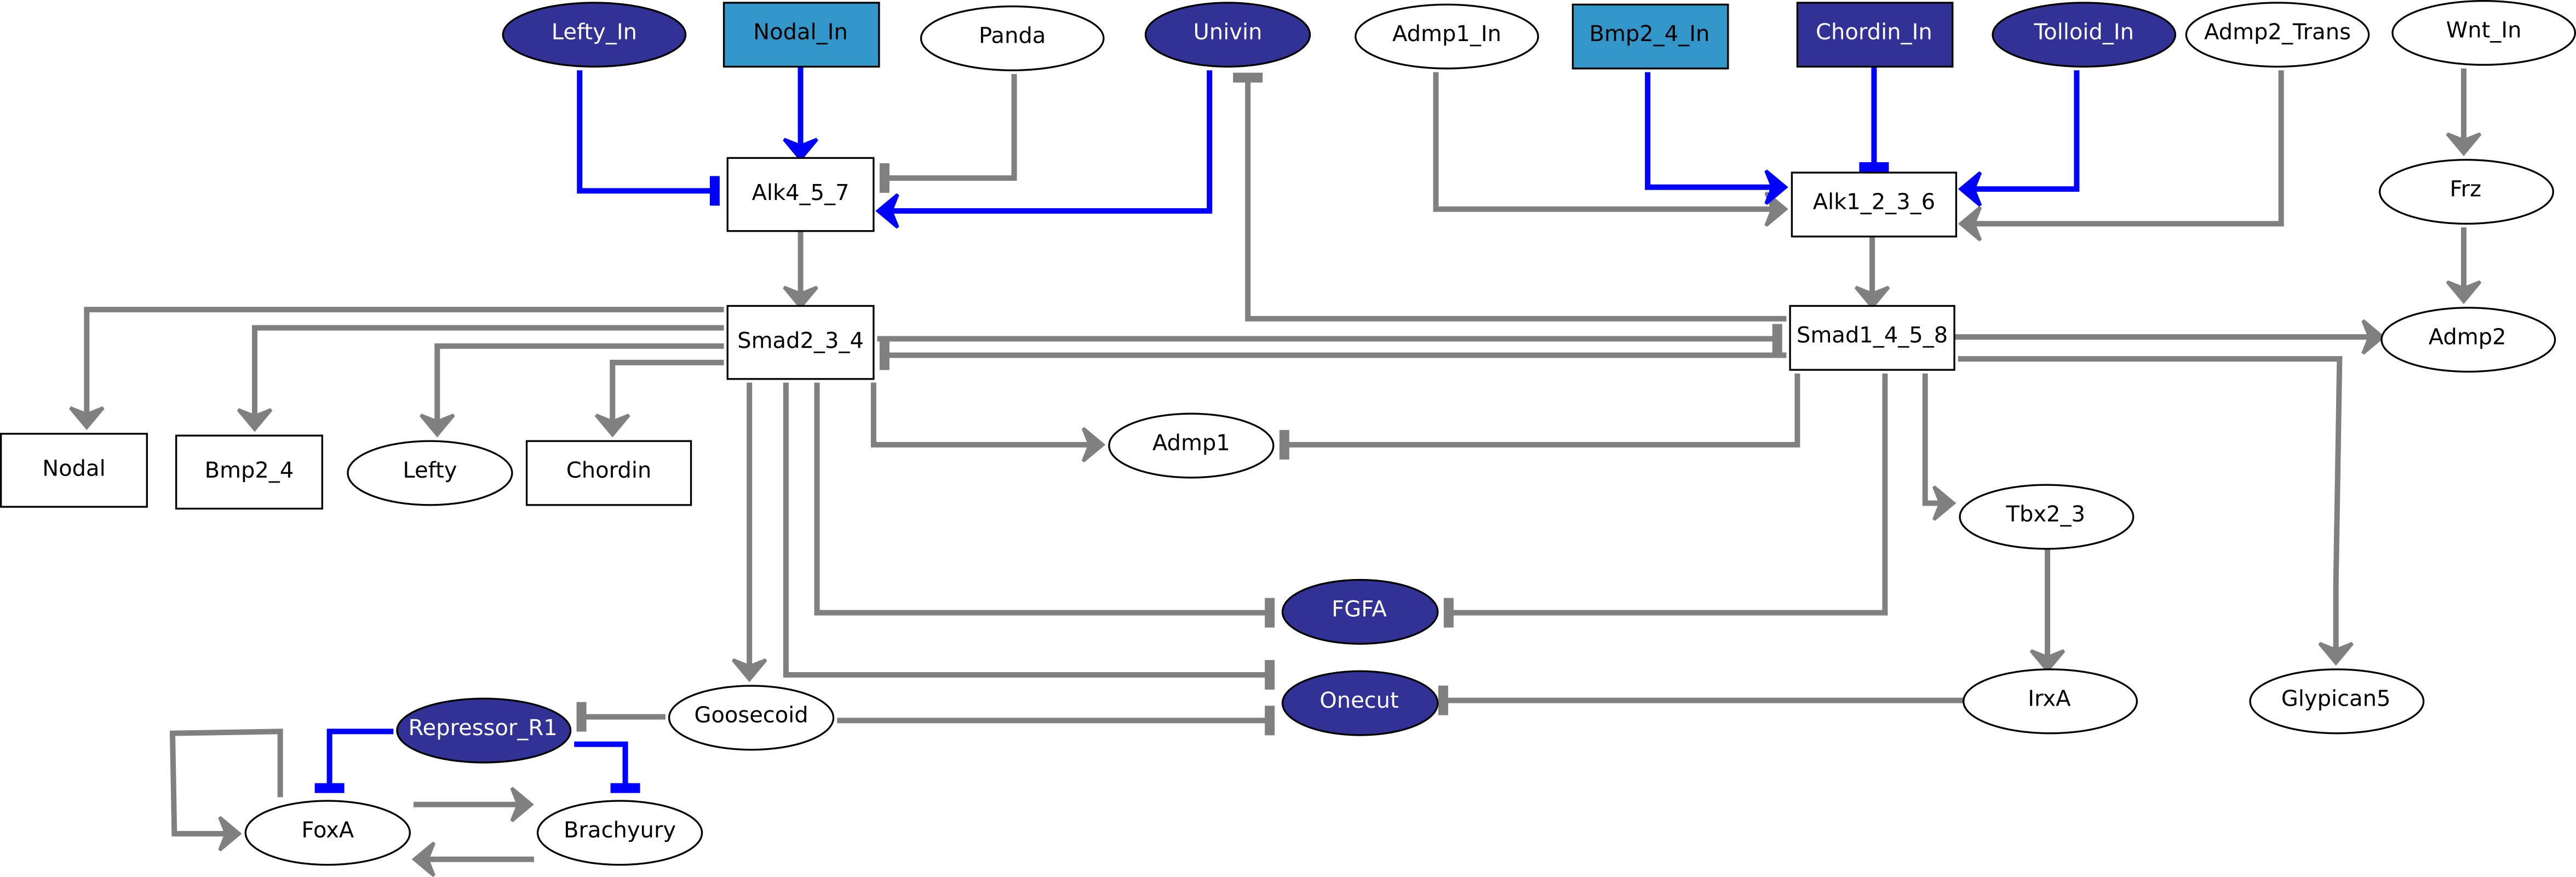 Lefty_In
Nodal_In
Panda
Univin
Admp1_In
Bmp2_4_In
Chordin_In
Tolloid_In
Admp2_Trans
Wnt_In
Alk4_5_7
Alk1_2_3_6
Frz
Smad2_3_4
Smad1_4_5_8
Admp2
Nodal
Bmp2_4
Lefty
Chordin
Admp1
Tbx2_3
FGFA
Repressor_R1
Goosecoid
Onecut
IrxA
Glypican5
FoxA
Brachyury